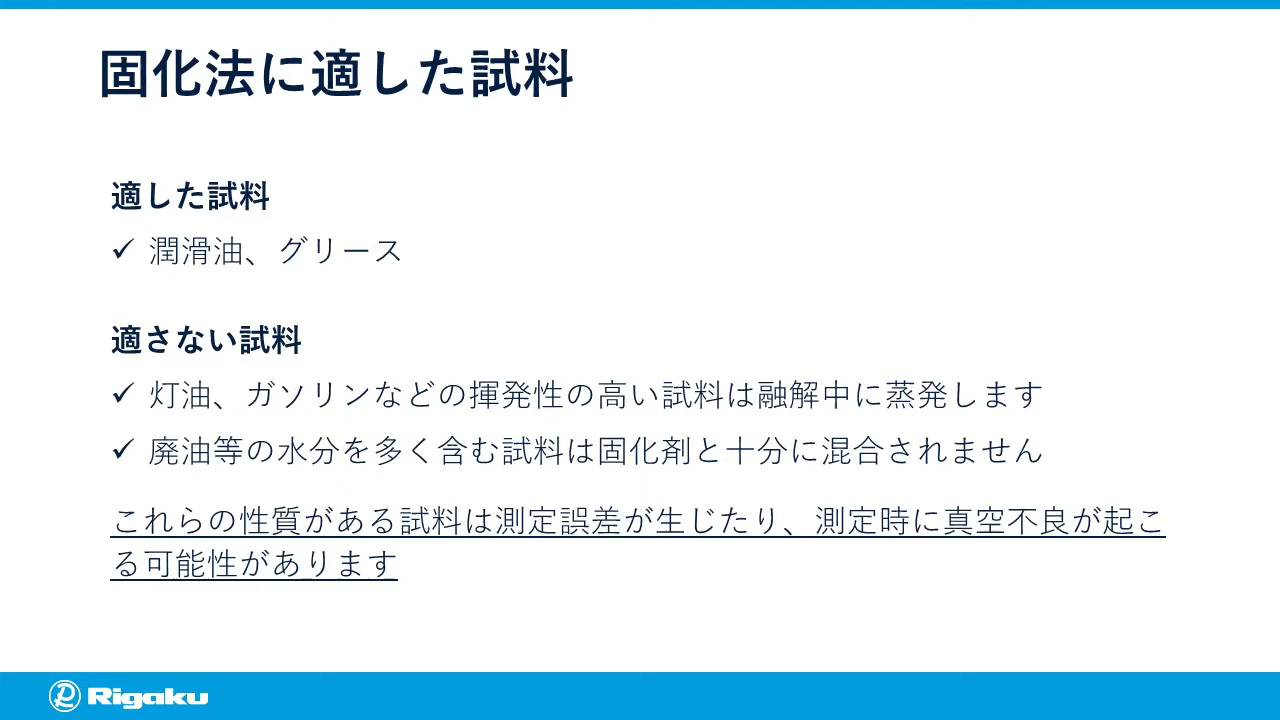 固化法に適した試料
適した試料
✓ 潤滑油、グリース
適さない試料
✓ 灯油、ガソリンなどの揮発性の高い試料は融解中に蒸発します
✓ 廃油等の水分を多く含む試料は固化剤と十分に混合されません
これらの性質がある試料は測定誤差が生じたり、測定時に真空不良が起こ
る可能性があります
Rigaku